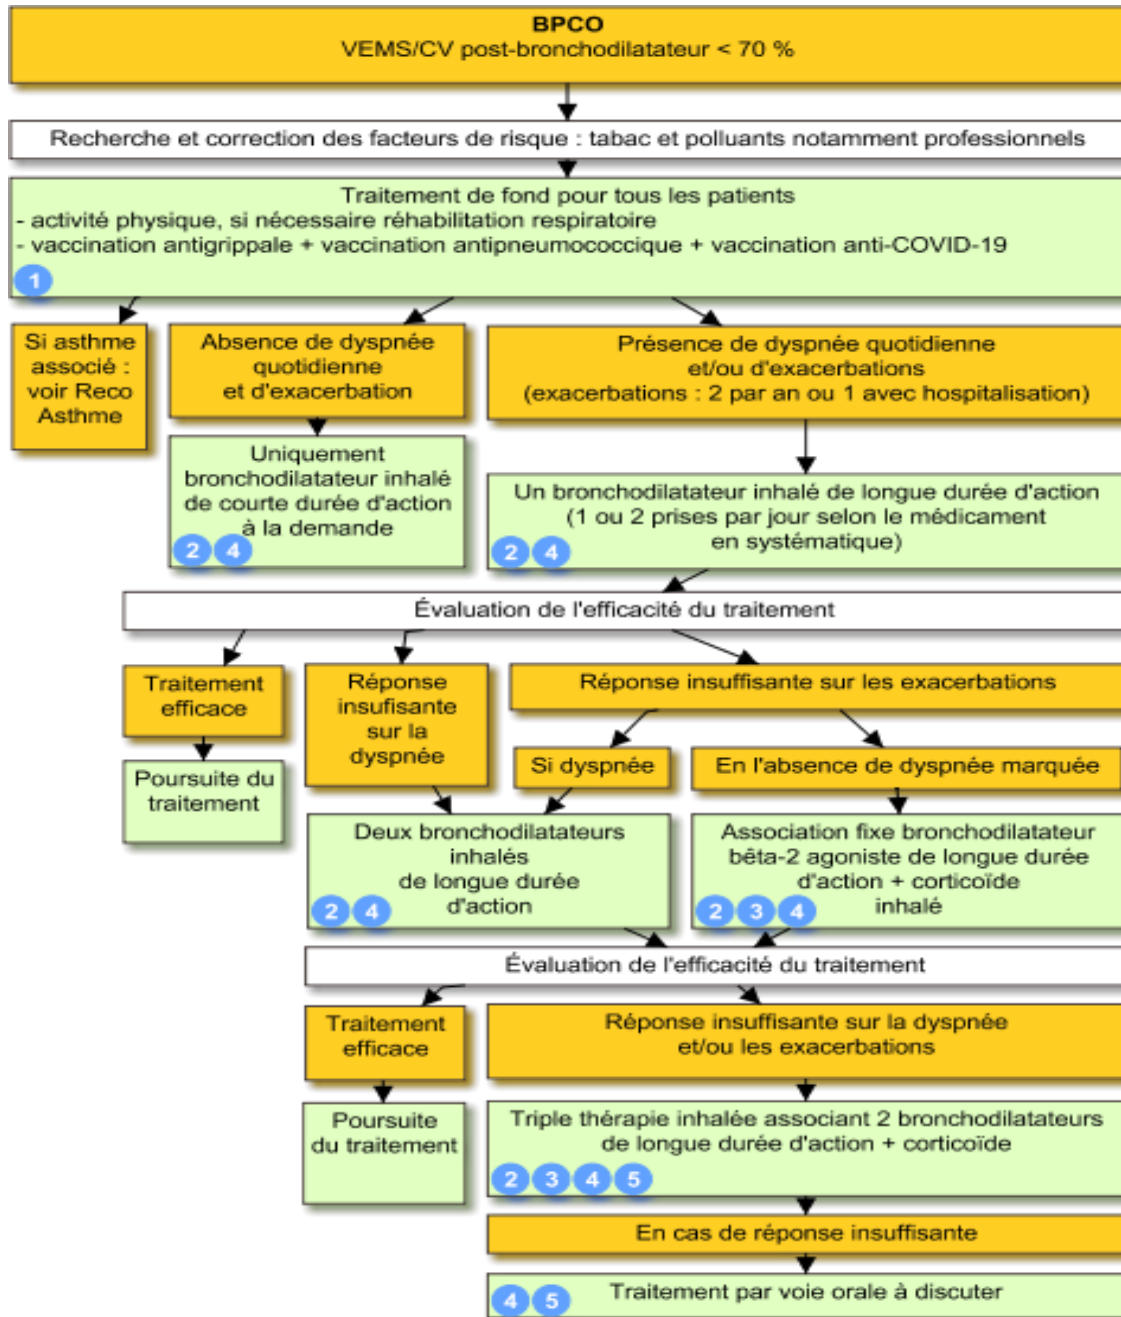 BPCO
VEMS/CV post-bronchodilatateur < 70 %
Recherche et correction des facteurs de risque : tabac et polluants notamment professionnels
Traitement de fond pour tous les patients
- activité physique, si nécessaire réhabilitation respiratoire
- vaccination antigrippale + vaccination antipneumococcique + vaccination anti-COVID-19
1
Si asthme
associé :
voir Reco
Asthme
Absence de dyspnée
quotidienne
et d'exacerbation
Présence de dyspnée quotidienne
et/ou d'exacerbations
(exacerbations : 2 par an ou 1 avec hospitalisation)
Uniquement
bronchodilatateur inhalé
de courte durée d'action
à la demande
2 4
Un bronchodilatateur inhalé de longue durée d'action
(1 ou 2 prises par jour selon le médicament
en systématique)
2 4
Évaluation de l'efficacité du traitement
Traitement
efficace
Réponse
insufisante
sur la
dyspnée
Réponse insuffisante sur les exacerbations
Poursuite du
traitement
Si dyspnée
En l'absence de dyspnée marquée
Deux bronchodilatateurs
inhalés
de longue durée
d'action
2 4
Association fixe bronchodilatateur
bêta-2 agoniste de longue durée
d'action + corticoïde
inhalé
2 3 4
Évaluation de l'efficacité du traitement
Traitement
efficace
Réponse insuffisante sur la dyspnée
et/ou les exacerbations
Poursuite
du traitement
Triple thérapie inhalée associant 2 bronchodilatateurs
de longue durée d'action + corticoïde
2 3 4 5
En cas de réponse insuffisante
Traitement par voie orale à discuter
4 5